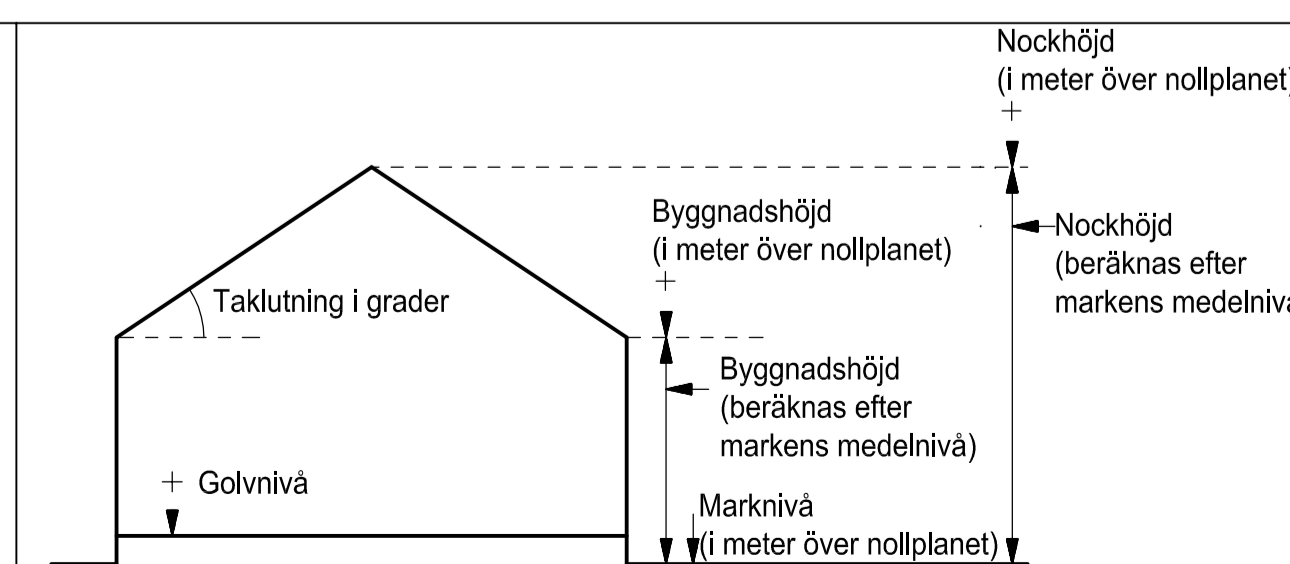 Nockhöjd
(i meter över nollplanet)
+
Byggnadshöjd
(i meter över nollplanet)
+
Nockhöjd
(beräknas efter
markens medelnivå
Taklutning i grader
Byggnadshöjd
(beräknas efter
markens medelnivå)
+ Golvnivå
Marknivå
(i meter över nollplanet)